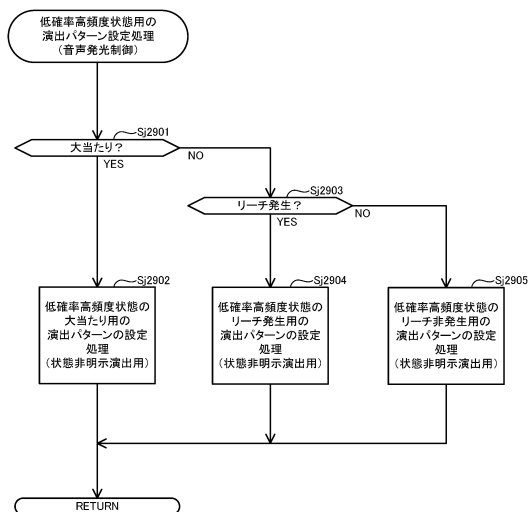 低確率高頻度状態用の
演出パターン設定処理
(音声発光制御)
Sj2901
大当たり？
YES
NO
Sj2903
リーチ発生？
YES
NO
Sj2902
低確率高頻度状態の
大当たり用の
演出パターンの設定
処理
(状態非明示演出用)
Sj2904
低確率高頻度状態の
リーチ発生用の
演出パターンの設定
処理
(状態非明示演出用)
Sj2905
低確率高頻度状態の
リーチ非発生用の
演出パターンの設定
処理
(状態非明示演出用)
RETURN